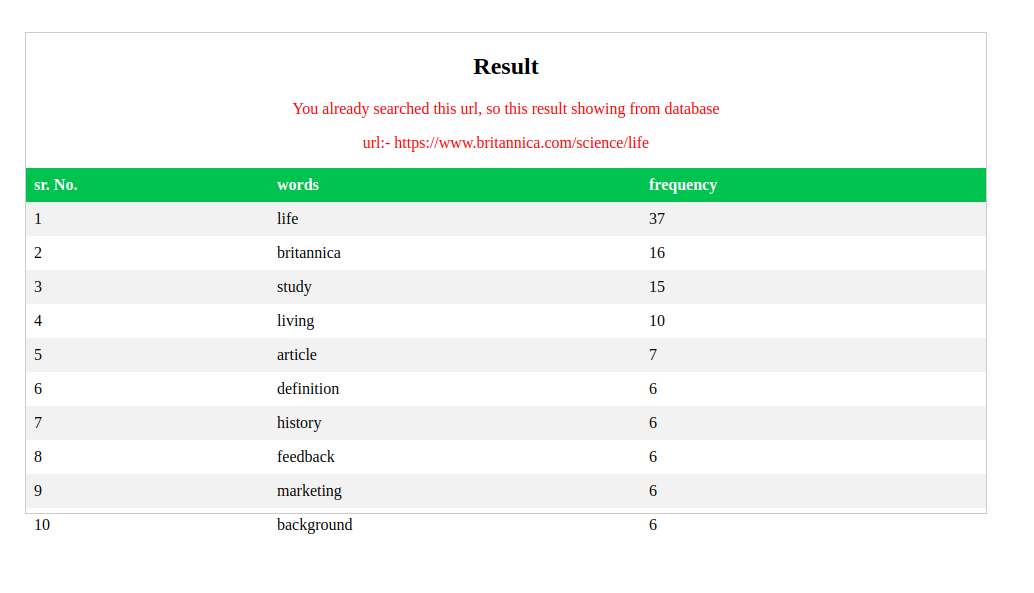 Result
You already searched this url, so this result showing from database
url:- https://www.britannica.com/science/life
sr. No. words frequency
1 life 37
2 britannica 16
3 study 15
4 living 10
5 article 7
6 definition 6
7 history 6
8 feedback 6
9 marketing 6
10 background 6